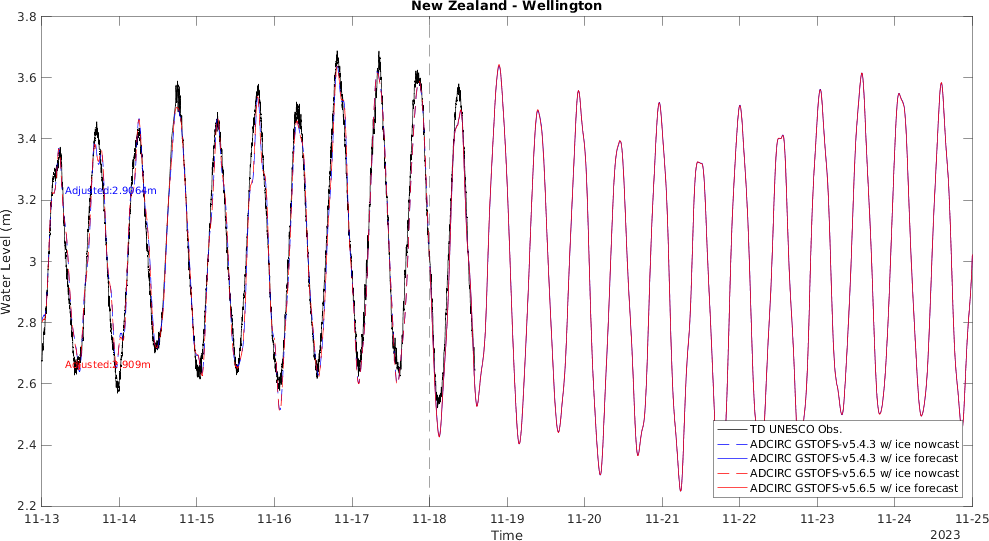 New Zealand - Wellington
3.8
3.6
3.4
3.2
3
2.8
2.6
2.4
2.2
Water Level (m)
Adjusted:2.9064m
Adjusted:2.909m
TD UNESCO Obs.
ADCIRC GSTOFS-v5.4.3 w/ ice nowcast
ADCIRC GSTOFS-v5.4.3 w/ ice forecast
ADCIRC GSTOFS-v5.6.5 w/ ice nowcast
ADCIRC GSTOFS-v5.6.5 w/ ice forecast
11-13 11-14 11-15 11-16 11-17 11-18 11-19 11-20 11-21 11-22 11-23 11-24 11-25
Time
2023